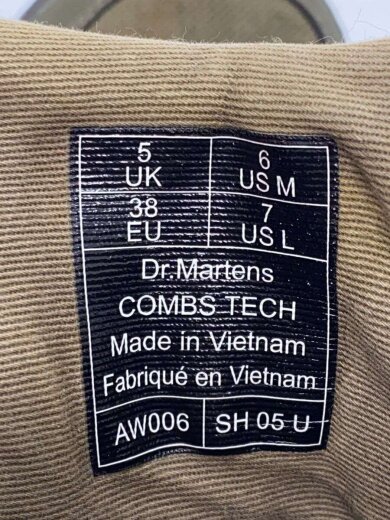 5 6
UK US M
38 7
EU US L
Dr.Martens
COMBS TECH
Made in Vietnam
Fabriqué en Vietnam
AW006 SH 05 U